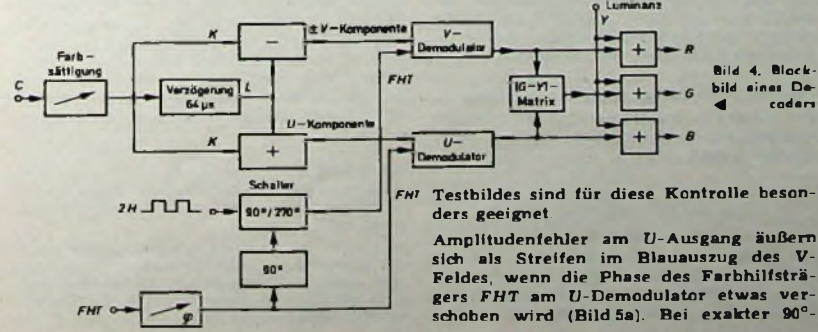 Luminanz
Y
K
±V-Komponente
V-
Demodulator
R
Farb-
sättigung
C
Verzögerung
64 µs
L
FHT
(G-Y)-
Matrix
G
Bild 4. Block-
bild eines De-
coders
U-Komponente
K
U-
Demodulator
B
Schalter
2H
90°/270°
90°
FHT
φ
FHT
Testbildes sind für diese Kontrolle beson-
ders geeignet
Amplitudenfehler am U-Ausgang äußern
sich als Streifen im Blauauszug des V-
Feldes, wenn die Phase des Farbhilfsträ-
gers FHT am U-Demodulator etwas ver-
schoben wird (Bild 5a). Bei exakter 90°-